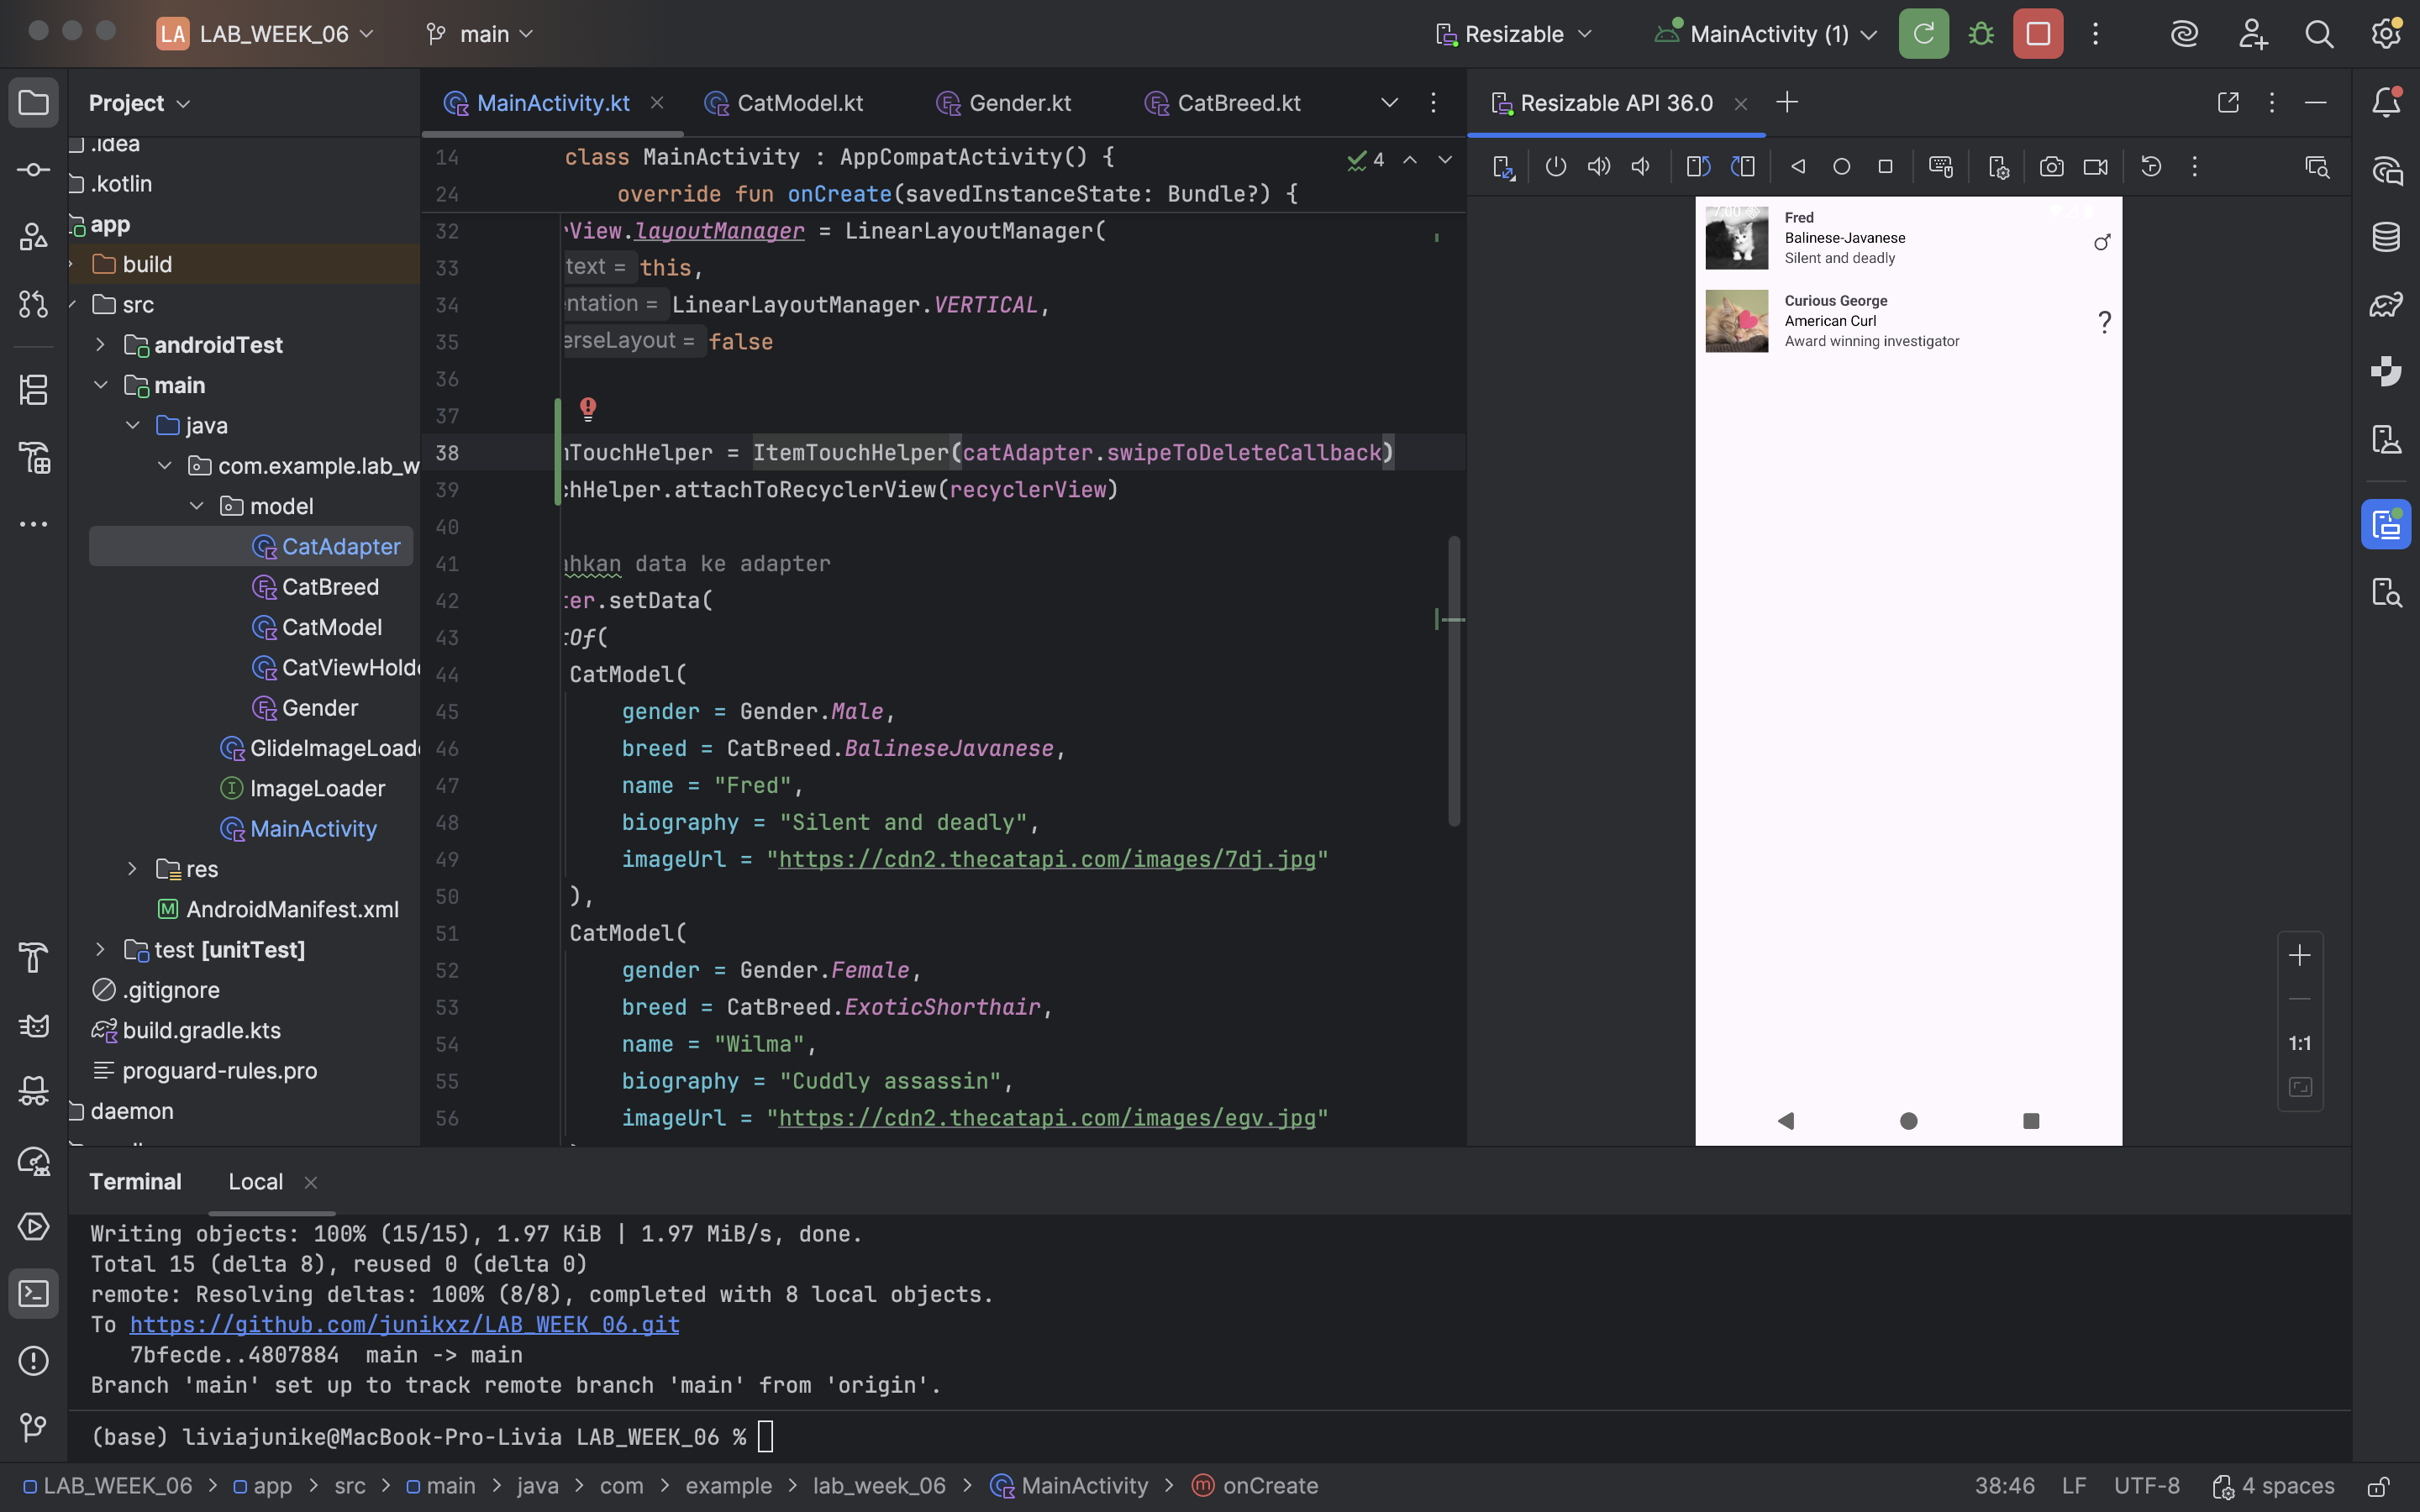 LA LAB_WEEK_06 main Resizable MainActivity (1)
Project
MainActivity.kt CatModel.kt Gender.kt CatBreed.kt
Resizable API 36.0
.idea
.kotlin
app
build
src
androidTest
main
java
com.example.lab_w
model
CatAdapter
CatBreed
CatModel
CatViewHolde
Gender
GlideImageLoade
ImageLoader
MainActivity
res
AndroidManifest.xml
test [unitTest]
.gitignore
build.gradle.kts
proguard-rules.pro
daemon
4
14 class MainActivity : AppCompatActivity() {
24 override fun onCreate(savedInstanceState: Bundle?) {
32 rView.layoutManager = LinearLayoutManager(
33 text = this,
34 entation = LinearLayoutManager.VERTICAL,
35 erseLayout = false
36
37
38 mTouchHelper = ItemTouchHelper(catAdapter.swipeToDeleteCallback)
39 chHelper.attachToRecyclerView(recyclerView)
40
41 ahkan data ke adapter
42 ter.setData(
43 tOf(
44 CatModel(
45 gender = Gender.Male,
46 breed = CatBreed.BalineseJavanese,
47 name = "Fred",
48 biography = "Silent and deadly",
49 imageUrl = "https://cdn2.thecatapi.com/images/7dj.jpg"
50 ),
51 CatModel(
52 gender = Gender.Female,
53 breed = CatBreed.ExoticShorthair,
54 name = "Wilma",
55 biography = "Cuddly assassin",
56 imageUrl = "https://cdn2.thecatapi.com/images/egv.jpg"
7:00
Fred
Balinese-Javanese
Silent and deadly
♂
Curious George
American Curl
Award winning investigator
?
1:1
Terminal Local
Writing objects: 100% (15/15), 1.97 KiB | 1.97 MiB/s, done.
Total 15 (delta 8), reused 0 (delta 0)
remote: Resolving deltas: 100% (8/8), completed with 8 local objects.
To https://github.com/junikxz/LAB_WEEK_06.git
7bfecde..4807884  main -> main
Branch 'main' set up to track remote branch 'main' from 'origin'.
(base) liviajunike@MacBook-Pro-Livia LAB_WEEK_06 %
LAB_WEEK_06 > app > src > main > java > com > example > lab_week_06 > MainActivity > onCreate
38:46 LF UTF-8 4 spaces